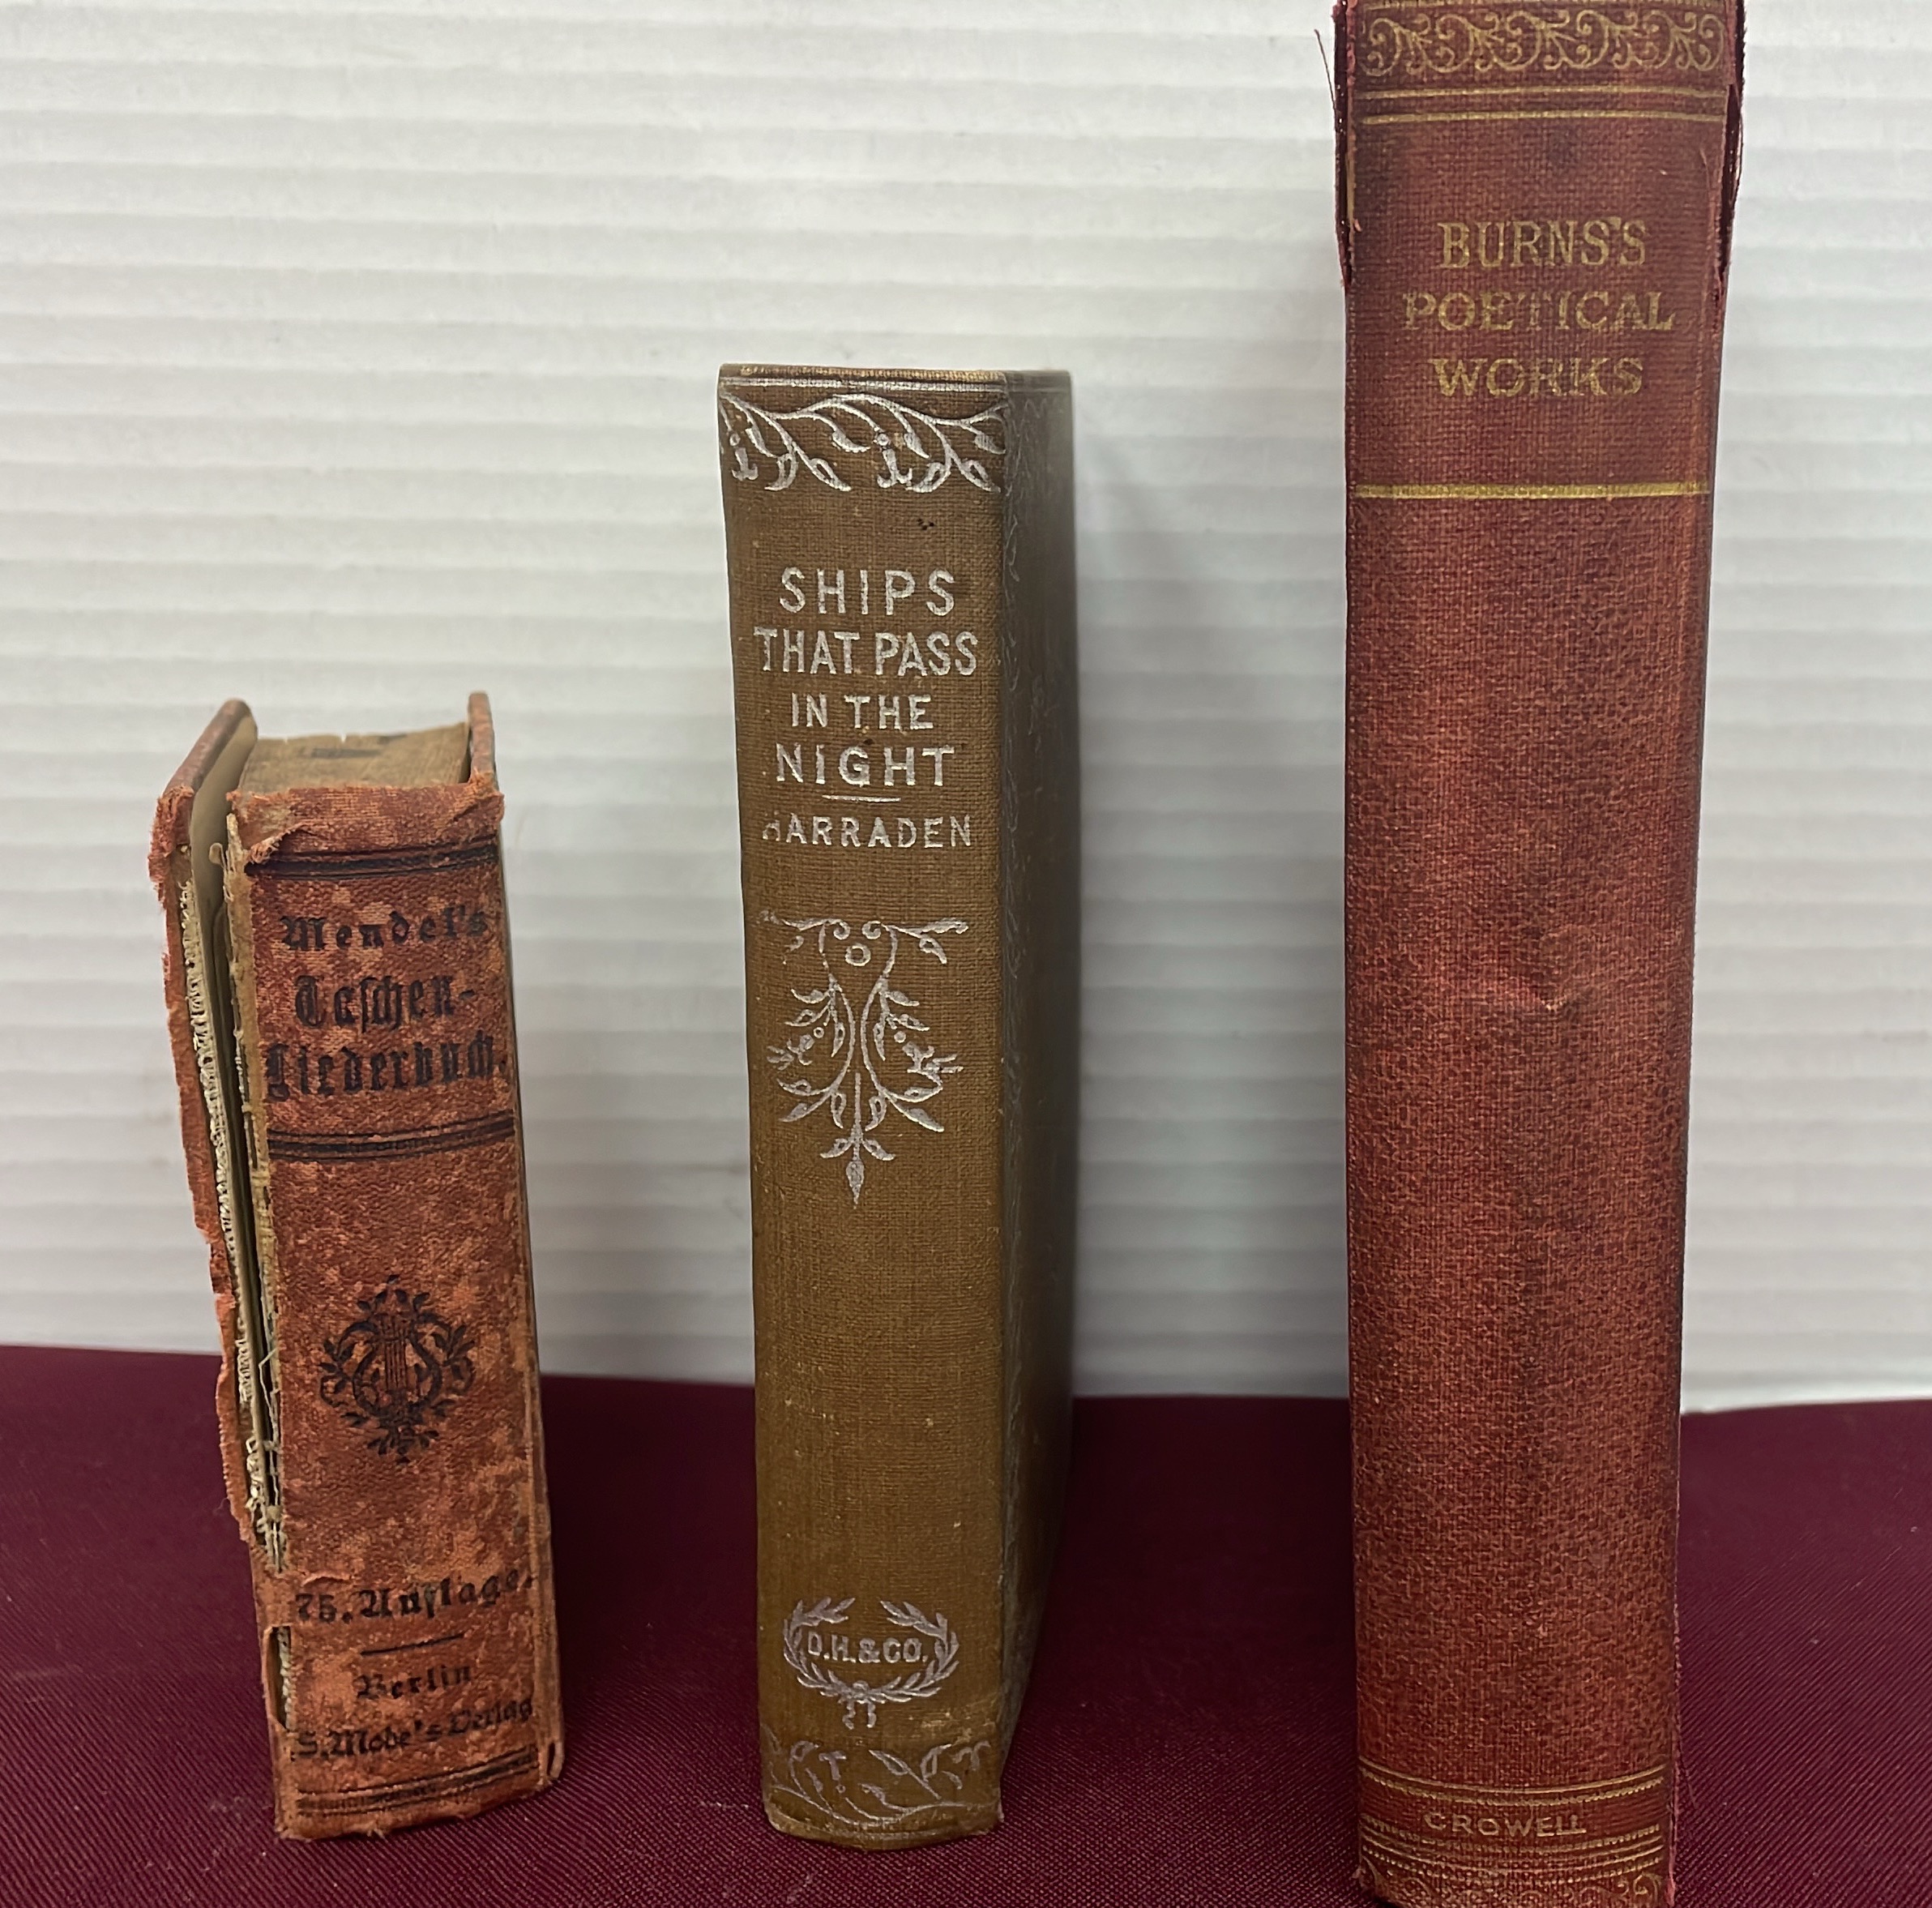 Mendel's
Taschen-
Liederbuch.
75. Auflage.
Berlin
S. Mode's Verlag
SHIPS
THAT PASS
IN THE
NIGHT
HARRADEN
D.H.&CO.
BURNS'S
POETICAL
WORKS
CROWELL